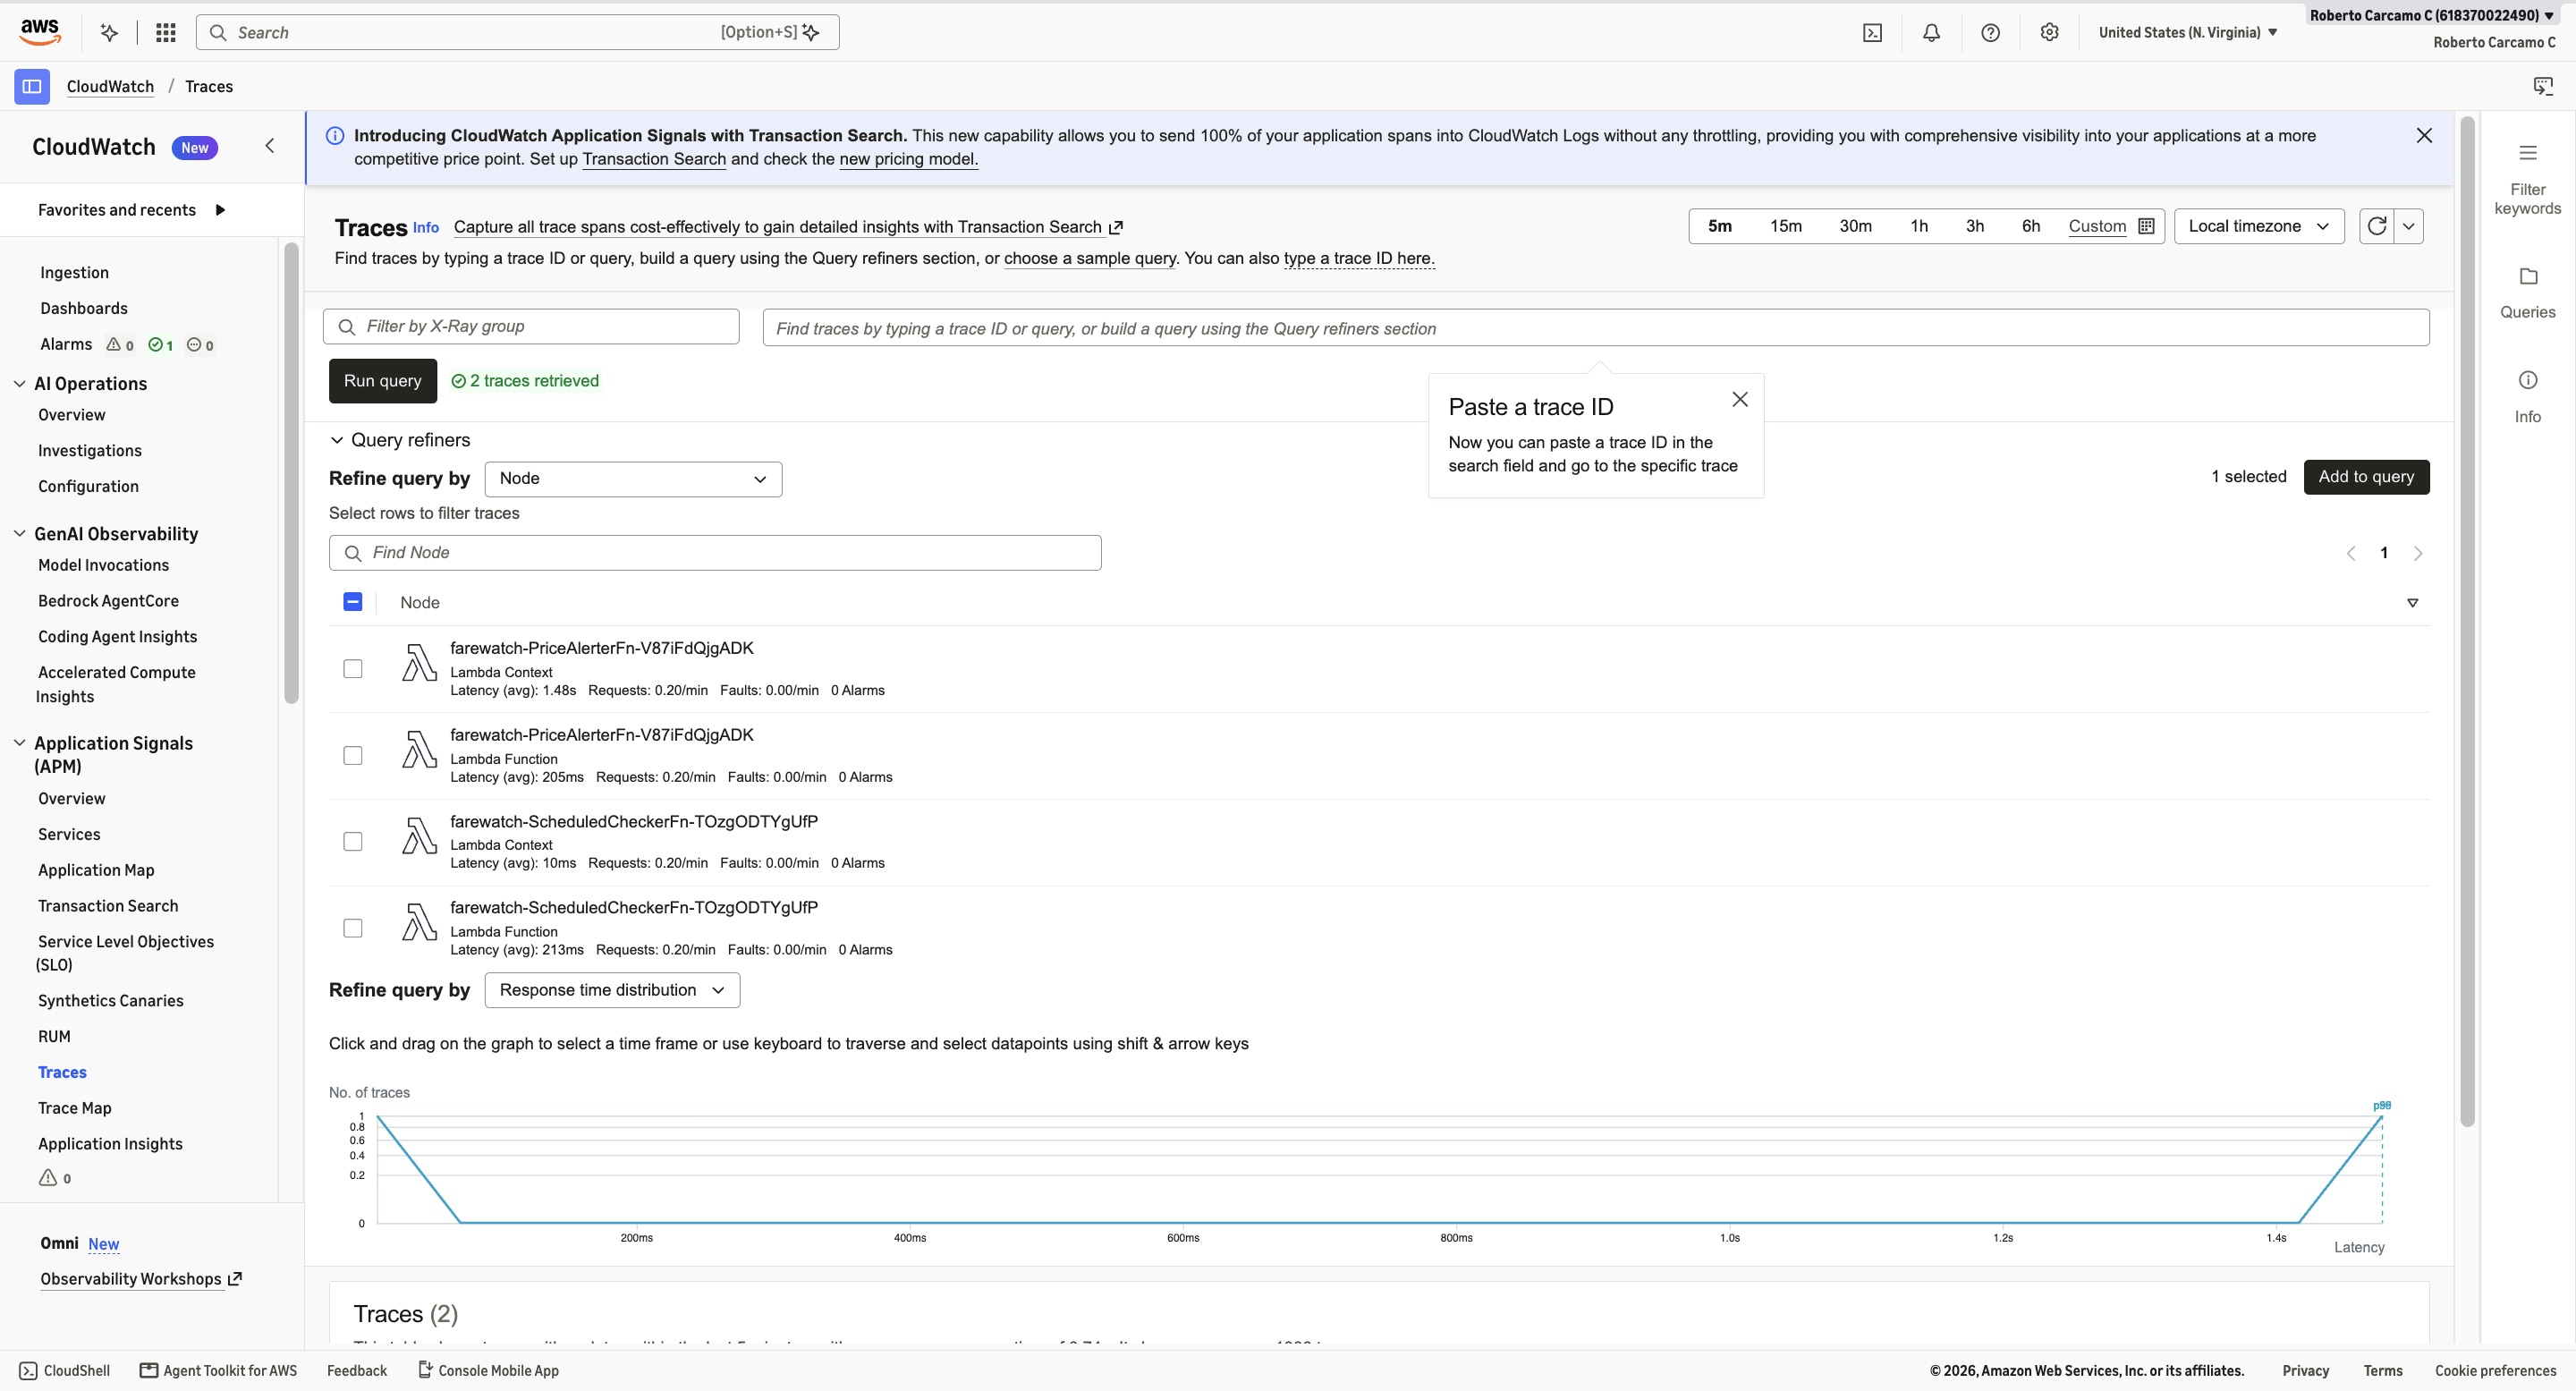 aws
Search
[Option+S]
United States (N. Virginia)
Roberto Carcamo C (618370022490)
Roberto Carcamo C
CloudWatch / Traces
CloudWatch New
Favorites and recents
Ingestion
Dashboards
Alarms 0 1 0
AI Operations
Overview
Investigations
Configuration
GenAI Observability
Model Invocations
Bedrock AgentCore
Coding Agent Insights
Accelerated Compute
Insights
Application Signals
(APM)
Overview
Services
Application Map
Transaction Search
Service Level Objectives
(SLO)
Synthetics Canaries
RUM
Traces
Trace Map
Application Insights
0
Omni New
Observability Workshops
Introducing CloudWatch Application Signals with Transaction Search. This new capability allows you to send 100% of your application spans into CloudWatch Logs without any throttling, providing you with comprehensive visibility into your applications at a more
competitive price point. Set up Transaction Search and check the new pricing model.
Traces Info Capture all trace spans cost-effectively to gain detailed insights with Transaction Search
5m 15m 30m 1h 3h 6h Custom Local timezone
Find traces by typing a trace ID or query, build a query using the Query refiners section, or choose a sample query. You can also type a trace ID here.
Filter by X-Ray group
Find traces by typing a trace ID or query, or build a query using the Query refiners section
Run query 2 traces retrieved
Paste a trace ID
Now you can paste a trace ID in the
search field and go to the specific trace
Query refiners
Refine query by Node
1 selected Add to query
Select rows to filter traces
Find Node
1
Node
farewatch-PriceAlerterFn-V87iFdQjgADK
Lambda Context
Latency (avg): 1.48s Requests: 0.20/min Faults: 0.00/min 0 Alarms
farewatch-PriceAlerterFn-V87iFdQjgADK
Lambda Function
Latency (avg): 205ms Requests: 0.20/min Faults: 0.00/min 0 Alarms
farewatch-ScheduledCheckerFn-TOzgODTYgUfP
Lambda Context
Latency (avg): 10ms Requests: 0.20/min Faults: 0.00/min 0 Alarms
farewatch-ScheduledCheckerFn-TOzgODTYgUfP
Lambda Function
Latency (avg): 213ms Requests: 0.20/min Faults: 0.00/min 0 Alarms
Refine query by Response time distribution
Click and drag on the graph to select a time frame or use keyboard to traverse and select datapoints using shift & arrow keys
No. of traces
1
0.8
0.6
0.4
0.2
0
200ms 400ms 600ms 800ms 1.0s 1.2s 1.4s
Latency
Traces (2)
Filter
keywords
Queries
Info
CloudShell Agent Toolkit for AWS Feedback Console Mobile App
© 2026, Amazon Web Services, Inc. or its affiliates. Privacy Terms Cookie preferences